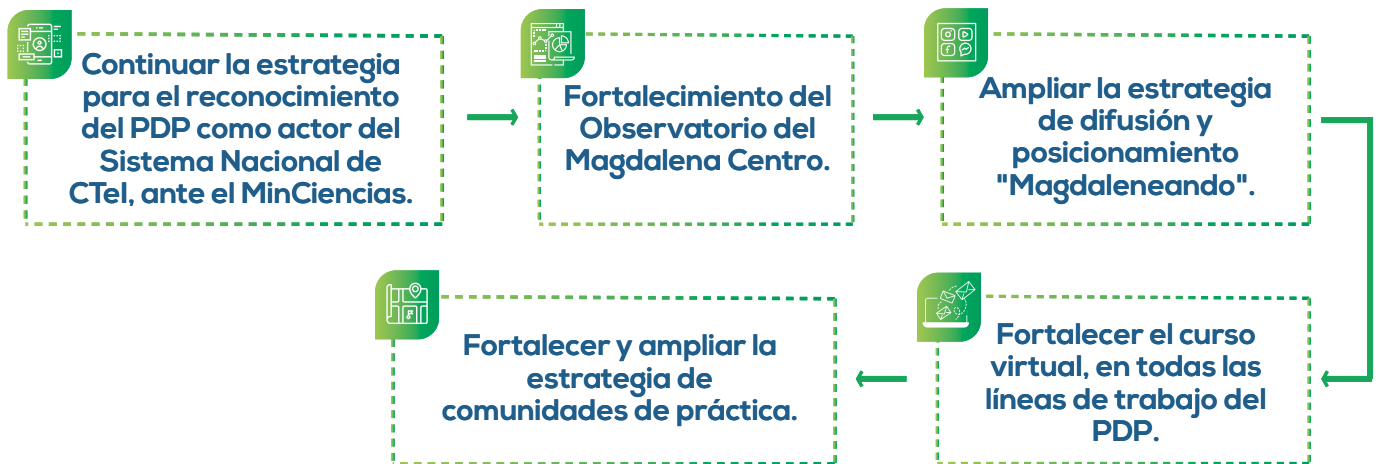 Continuar la estrategia
para el reconocimiento
del PDP como actor del
Sistema Nacional de
CTeI, ante el MinCiencias.
Fortalecimiento del
Observatorio del
Magdalena Centro.
Ampliar la estrategia
de difusión y
posicionamiento
"Magdaleneando".
Fortalecer el curso
virtual, en todas las
líneas de trabajo del
PDP.
Fortalecer y ampliar la
estrategia de
comunidades de práctica.